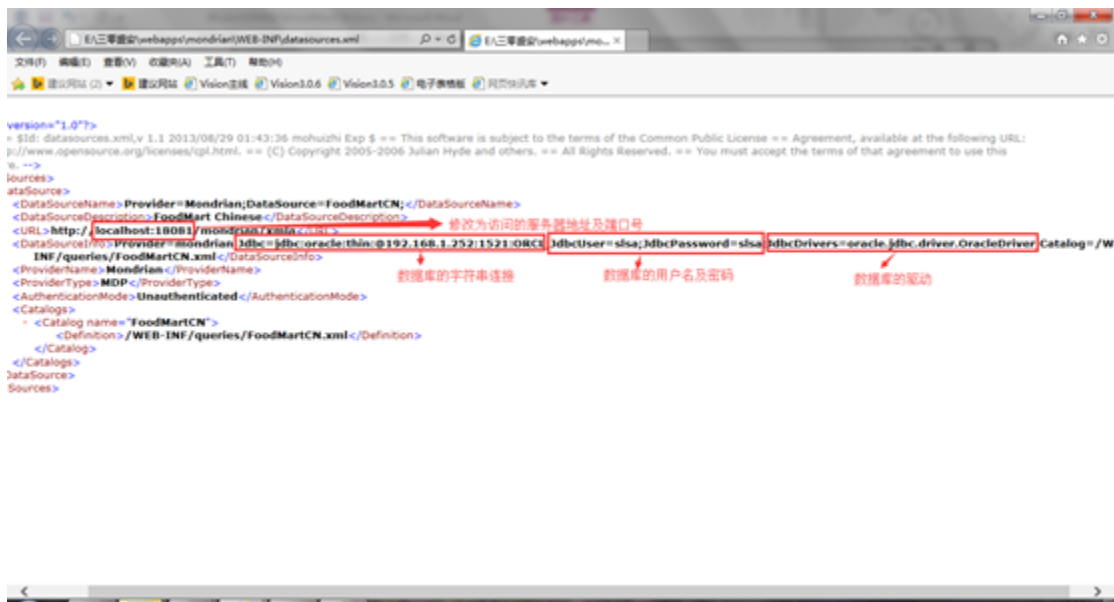 E:\三零盛安\webapps\mondrian\WEB-INF\datasources.xml
E:\三零盛安\webapps\mo...
文件(F) 编辑(E) 查看(V) 收藏夹(A) 工具(T) 帮助(H)
建议网站 (2) 建议网站 Vision主线 Vision3.0.6 Vision3.0.5 电子表格版 网页快讯库
version="1.0"?>
= $Id: datasources.xml,v 1.1 2013/08/29 01:43:36 mohuizhi Exp $ == This software is subject to the terms of the Common Public License == Agreement, available at the following URL:
p://www.opensource.org/licenses/cpl.html. == (C) Copyright 2005-2006 Julian Hyde and others. == All Rights Reserved. == You must accept the terms of that agreement to use this
e. -->
Sources>
ataSource>
<DataSourceName>Provider=Mondrian;DataSource=FoodMartCN;</DataSourceName>
<DataSourceDescription>FoodMart Chinese</DataSourceDescription>
修改为访问的服务器地址及端口号
<URL>http://localhost:18081/mondrian/xmla</URL>
<DataSourceInfo>Provider=mondrian Jdbc=jdbc:oracle:thin:@192.168.1.252:1521:ORCL JdbcUser=slsa;JdbcPassword=slsa JdbcDrivers=oracle.jdbc.driver.OracleDriver Catalog=/W
INF/queries/FoodMartCN.xml</DataSourceInfo>
<ProviderName>Mondrian</ProviderName>
数据库的字符串连接 数据库的用户名及密码 数据库的驱动
<ProviderType>MDP</ProviderType>
<AuthenticationMode>Unauthenticated</AuthenticationMode>
<Catalogs>
- <Catalog name="FoodMartCN">
<Definition>/WEB-INF/queries/FoodMartCN.xml</Definition>
</Catalog>
</Catalogs>
DataSource>
Sources>